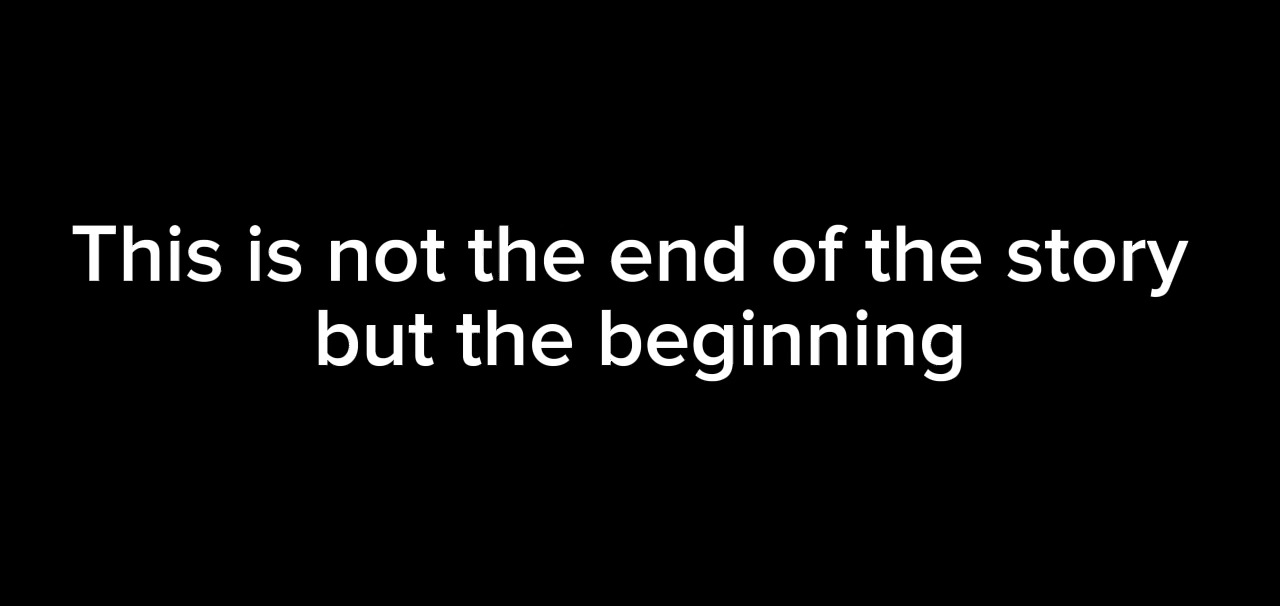 This is not the end of the story
but the beginning